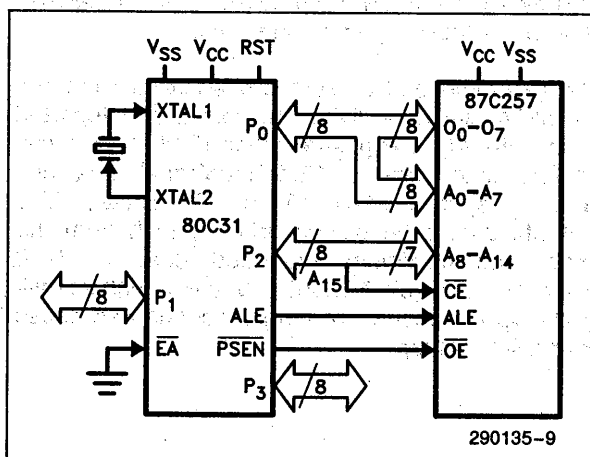 VSS VCC RST
VCC VSS
87C257
XTAL1
P0
8
8
O0–O7
8
A0–A7
XTAL2
80C31
P2
8
7
A8–A14
A15
CE
8
P1
ALE
ALE
EA
PSEN
OE
P3
8
290135–9